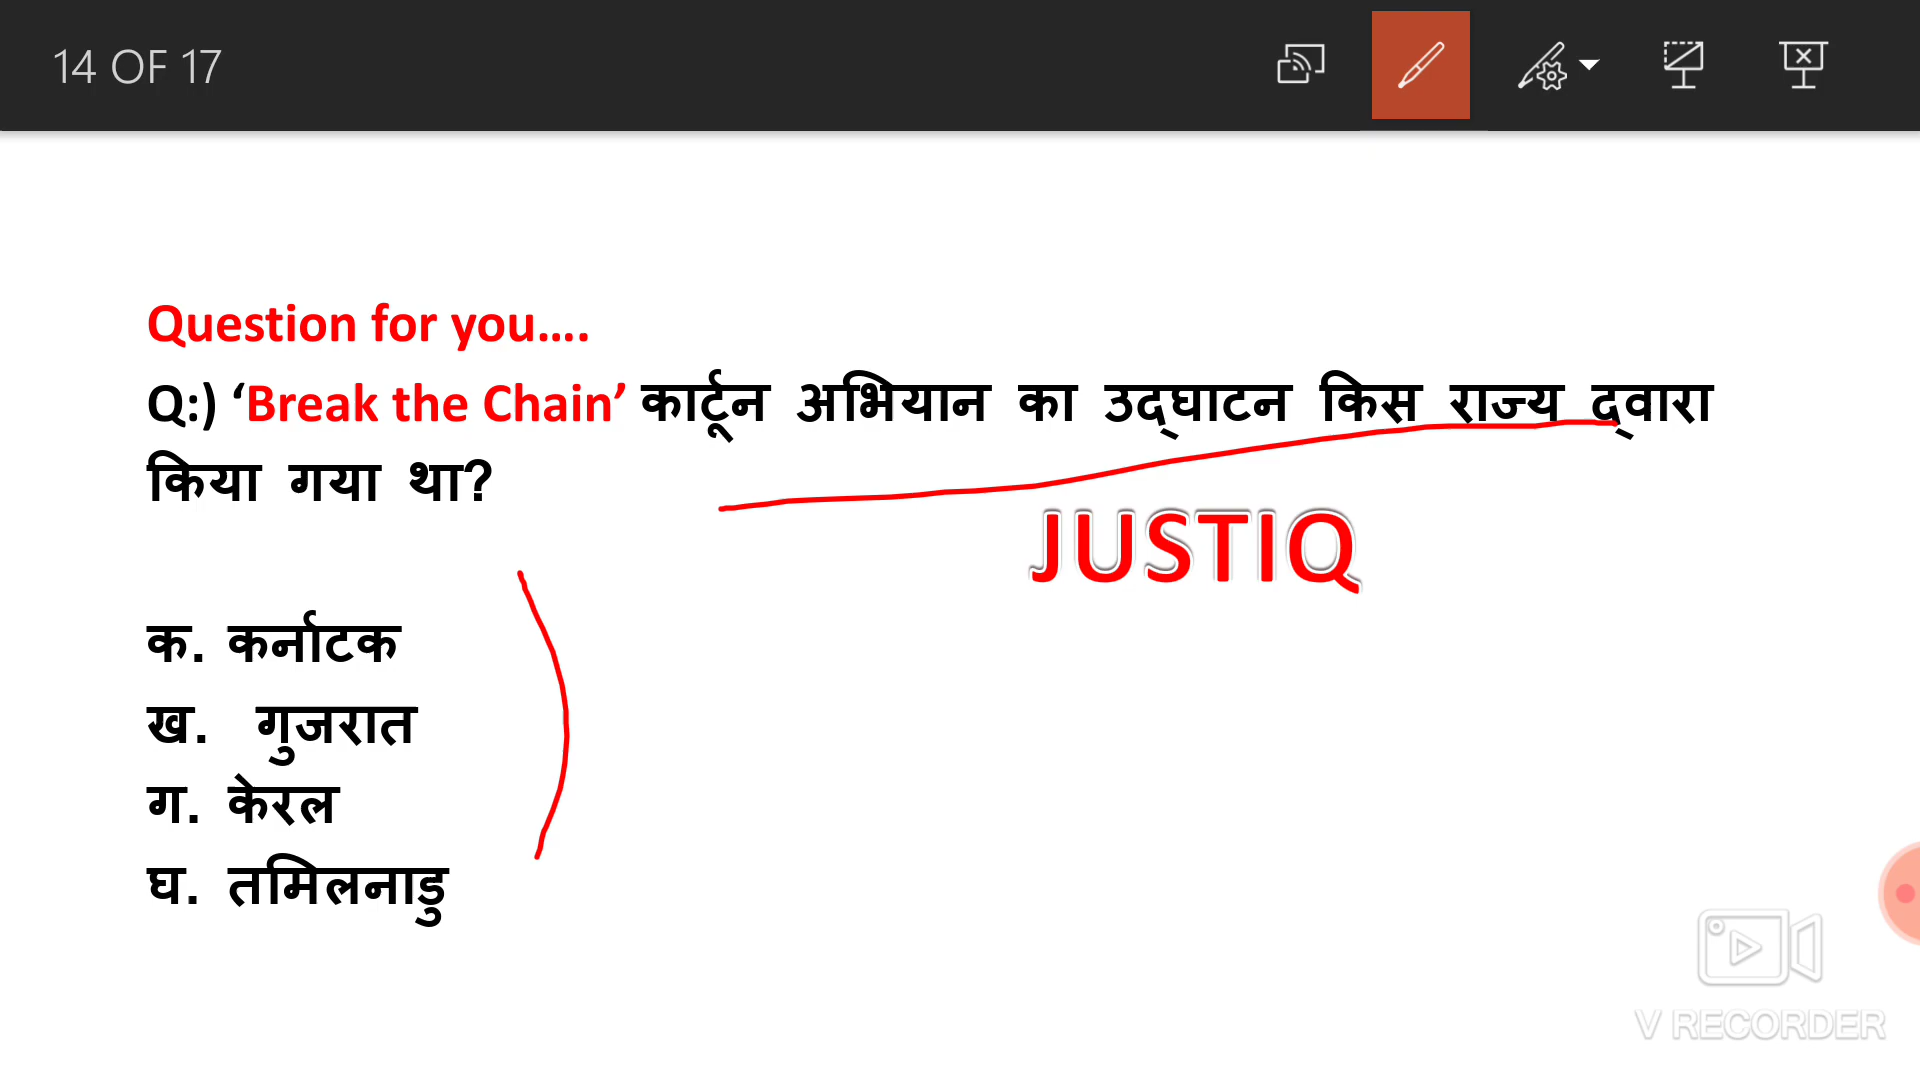 14 OF 17
Question for you....
Q:) ‘Break the Chain’ कार्टून अभियान का उद्घाटन किस राज्य द्वारा
किया गया था?
JUSTIQ
क. कर्नाटक
ख. गुजरात
ग. केरल
घ. तमिलनाडु
V RECORDER